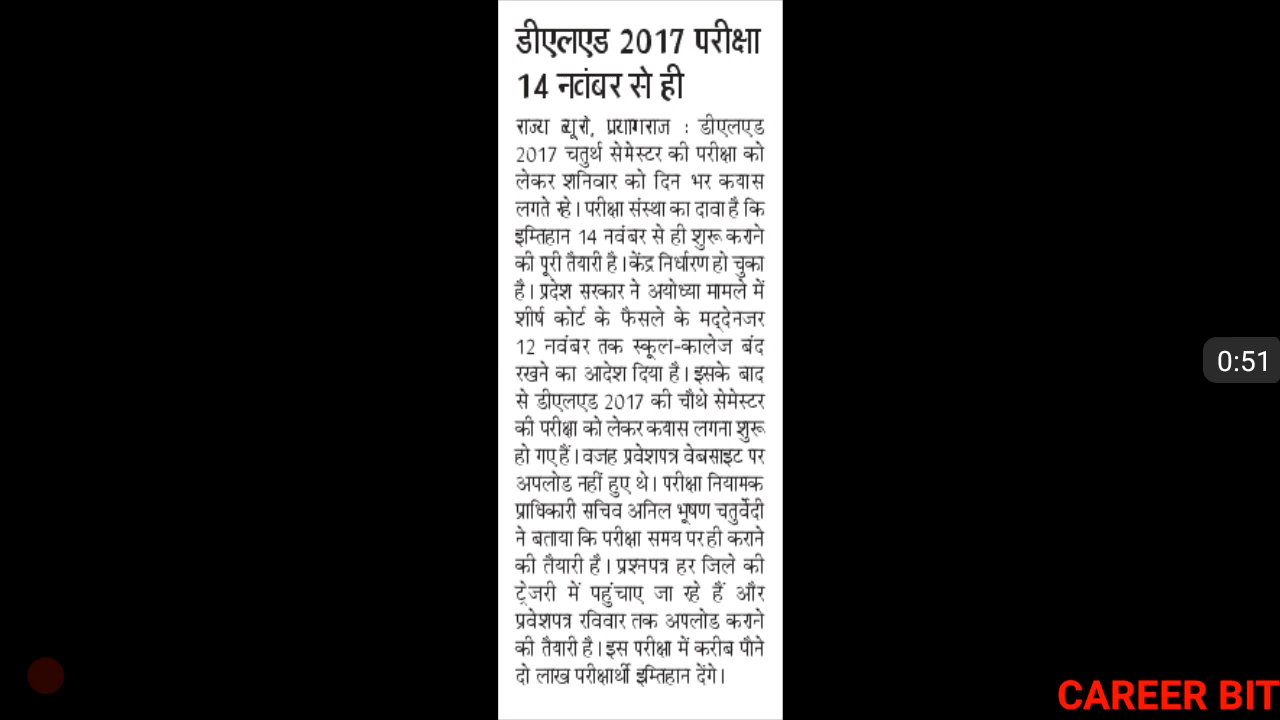 डीएलएड 2017 परीक्षा
14 नवंबर से ही
राज्य ब्यूरो, प्रयागराज : डीएलएड
2017 चतुर्थ सेमेस्टर की परीक्षा को
लेकर शनिवार को दिन भर कयास
लगते रहे। परीक्षा संस्था का दावा है कि
इम्तिहान 14 नवंबर से ही शुरू कराने
की पूरी तैयारी है। केंद्र निर्धारण हो चुका
है। प्रदेश सरकार ने अयोध्या मामले में
शीर्ष कोर्ट के फैसले के मद्देनजर
12 नवंबर तक स्कूल-कालेज बंद
रखने का आदेश दिया है। इसके बाद
से डीएलएड 2017 की चौथे सेमेस्टर
की परीक्षा को लेकर कयास लगना शुरू
हो गए हैं। वजह प्रवेशपत्र वेबसाइट पर
अपलोड नहीं हुए थे। परीक्षा नियामक
प्राधिकारी सचिव अनिल भूषण चतुर्वेदी
ने बताया कि परीक्षा समय पर ही कराने
की तैयारी है। प्रश्नपत्र हर जिले की
ट्रेजरी में पहुंचाए जा रहे हैं और
प्रवेशपत्र रविवार तक अपलोड कराने
की तैयारी है। इस परीक्षा में करीब पौने
दो लाख परीक्षार्थी इम्तिहान देंगे।
0:51
CAREER BIT